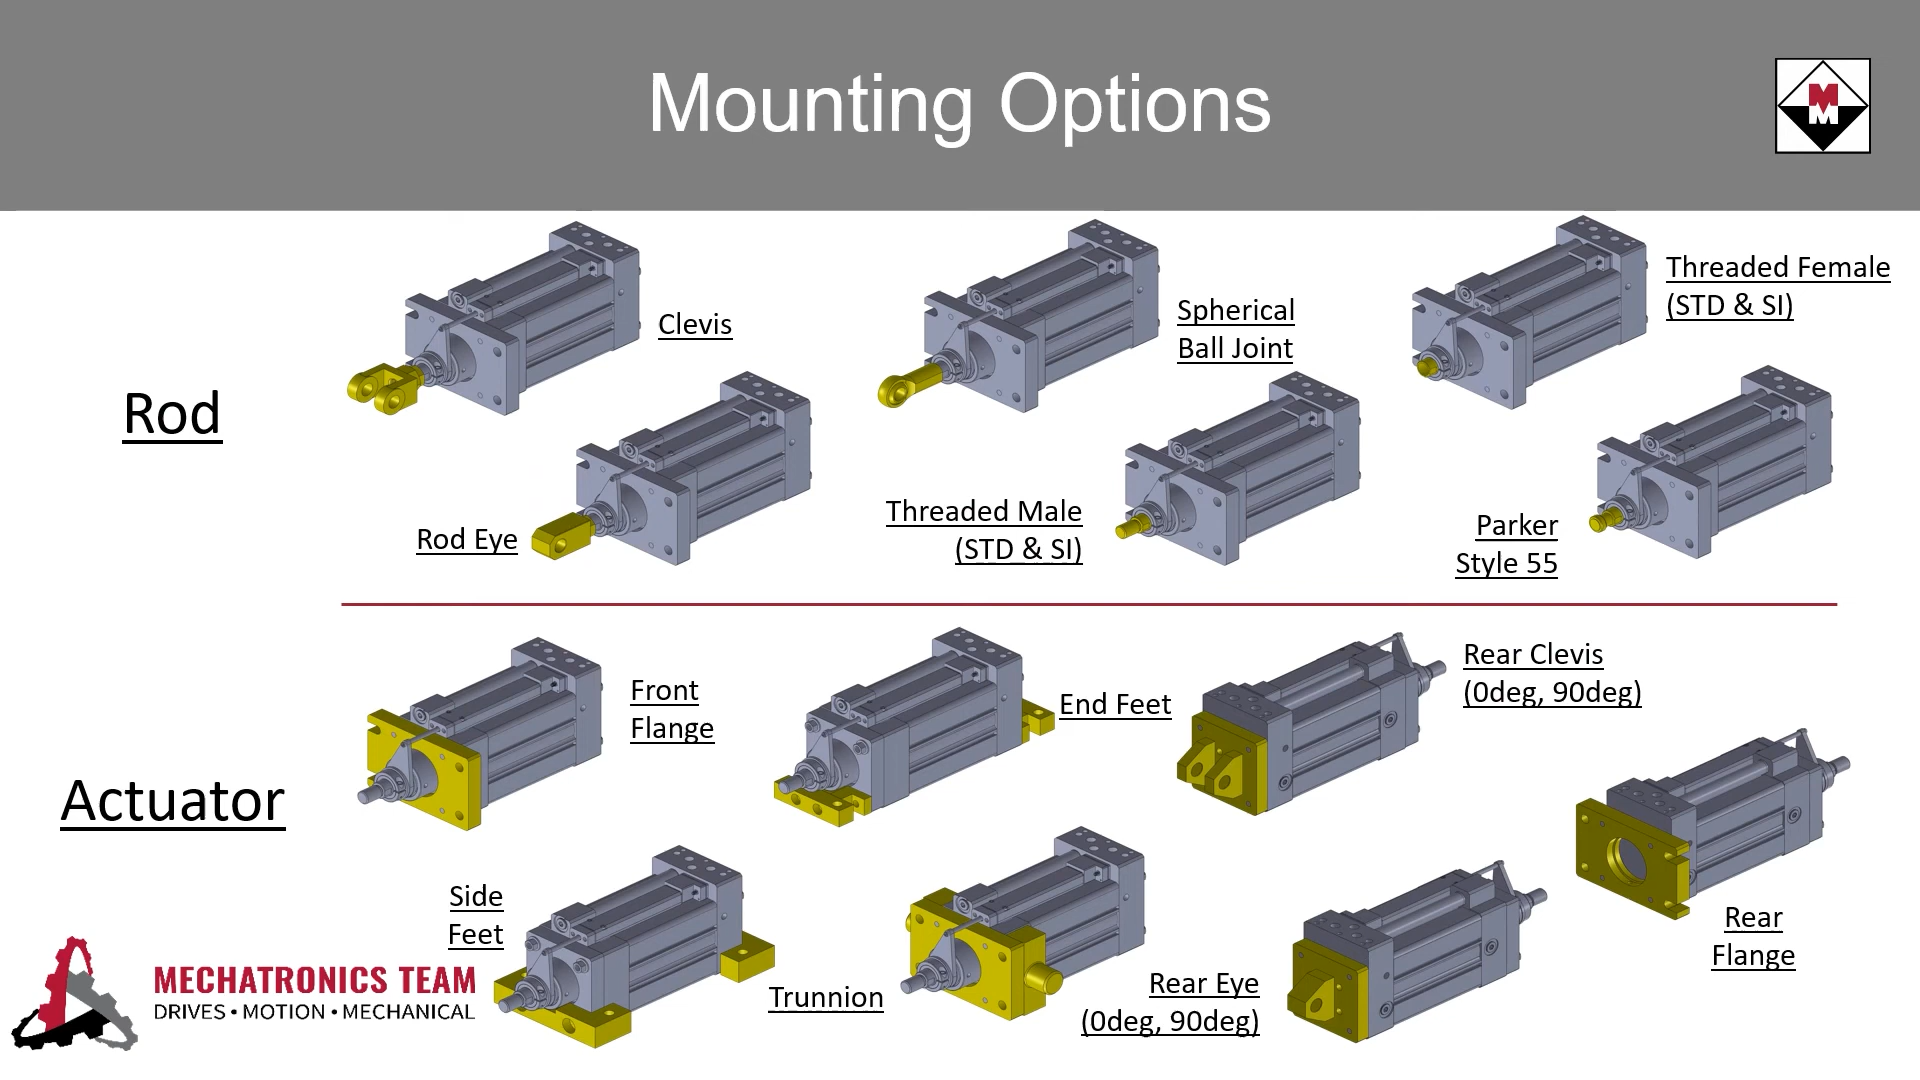 Mounting Options
M
M
Rod
Clevis
Spherical
Ball Joint
Threaded Female
(STD & SI)
Rod Eye
Threaded Male
(STD & SI)
Parker
Style 55
Actuator
Front
Flange
End Feet
Rear Clevis
(0deg, 90deg)
Side
Feet
Trunnion
Rear Eye
(0deg, 90deg)
Rear
Flange
MECHATRONICS TEAM
DRIVES • MOTION • MECHANICAL